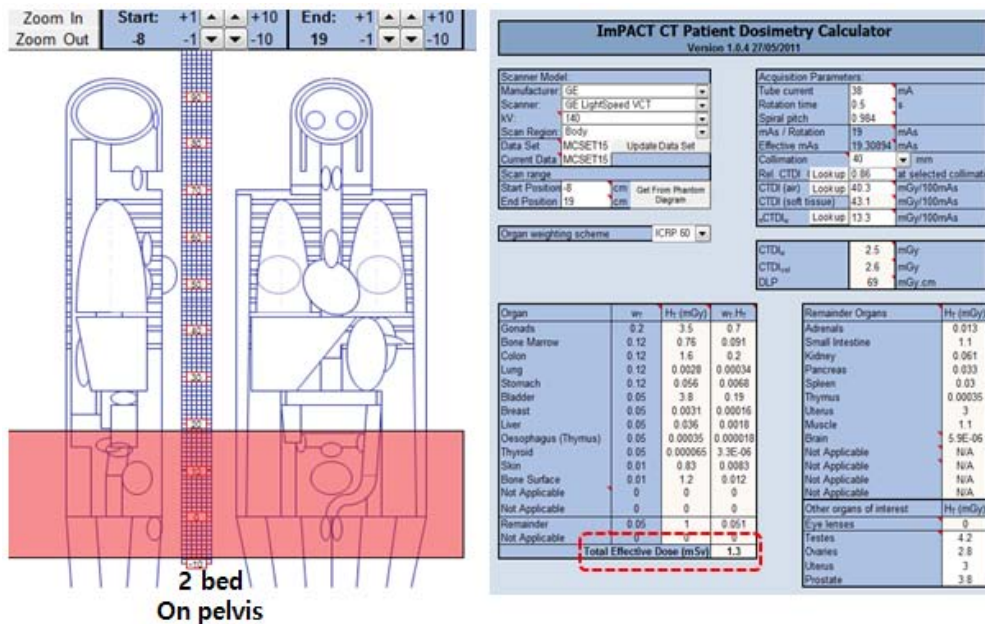 Zoom In Start: +1 +10 End: +1 +10
Zoom Out -8 -1 -10 19 -1 -10
90
80
70
60
50
40
30
20
10
0
-10
2 bed
On pelvis
ImPACT CT Patient Dosimetry Calculator
Version 1.0.4 27/05/2011
Scanner Model:
Manufacturer: GE
Scanner: GE LightSpeed VCT
kV: 140
Scan Region: Body
Data Set MCSET15 Update Data Set
Current Data MCSET15
Scan range
Start Position -8 cm Get From Phantom Diagram
End Position 19 cm
Organ weighting scheme ICRP 60
Acquisition Parameters:
Tube current 38 mA
Rotation time 0.5 s
Spiral pitch 0.984
mAs / Rotation 19 mAs
Effective mAs 19.30894 mAs
Collimation 40 mm
Rel. CTDI Look up 0.86 at selected collimati
CTDI (air) Look up 40.3 mGy/100mAs
CTDI (soft tissue) 43.1 mGy/100mAs
nCTDIw Look up 13.3 mGy/100mAs
CTDIw 2.5 mGy
CTDIvol 2.6 mGy
DLP 69 mGy.cm
Organ wT HT (mGy) wT.HT
Gonads 0.2 3.5 0.7
Bone Marrow 0.12 0.76 0.091
Colon 0.12 1.6 0.2
Lung 0.12 0.0028 0.00034
Stomach 0.12 0.056 0.0068
Bladder 0.05 3.8 0.19
Breast 0.05 0.0031 0.00016
Liver 0.05 0.036 0.0018
Oesophagus (Thymus) 0.05 0.00035 0.000018
Thyroid 0.05 0.000065 3.3E-06
Skin 0.01 0.83 0.0083
Bone Surface 0.01 1.2 0.012
Not Applicable 0 0 0
Not Applicable 0 0 0
Remainder 0.05 1 0.051
Not Applicable 0 0 0
Total Effective Dose (mSv) 1.3
Remainder Organs HT (mGy)
Adrenals 0.013
Small Intestine 1.1
Kidney 0.061
Pancreas 0.033
Spleen 0.03
Thymus 0.00035
Uterus 3
Muscle 1.1
Brain 5.9E-06
Not Applicable N/A
Not Applicable N/A
Not Applicable N/A
Not Applicable N/A
Other organs of interest HT (mGy)
Eye lenses 0
Testes 4.2
Ovaries 2.8
Uterus 3
Prostate 3.8